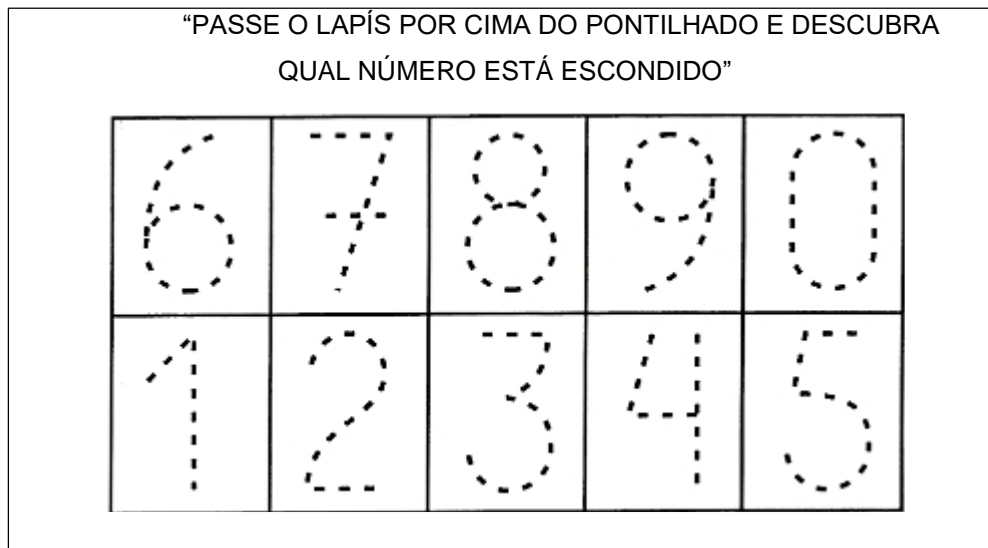 “PASSE O LAPÍS POR CIMA DO PONTILHADO E DESCUBRA
QUAL NÚMERO ESTÁ ESCONDIDO”
6 7 8 9 0
1 2 3 4 5